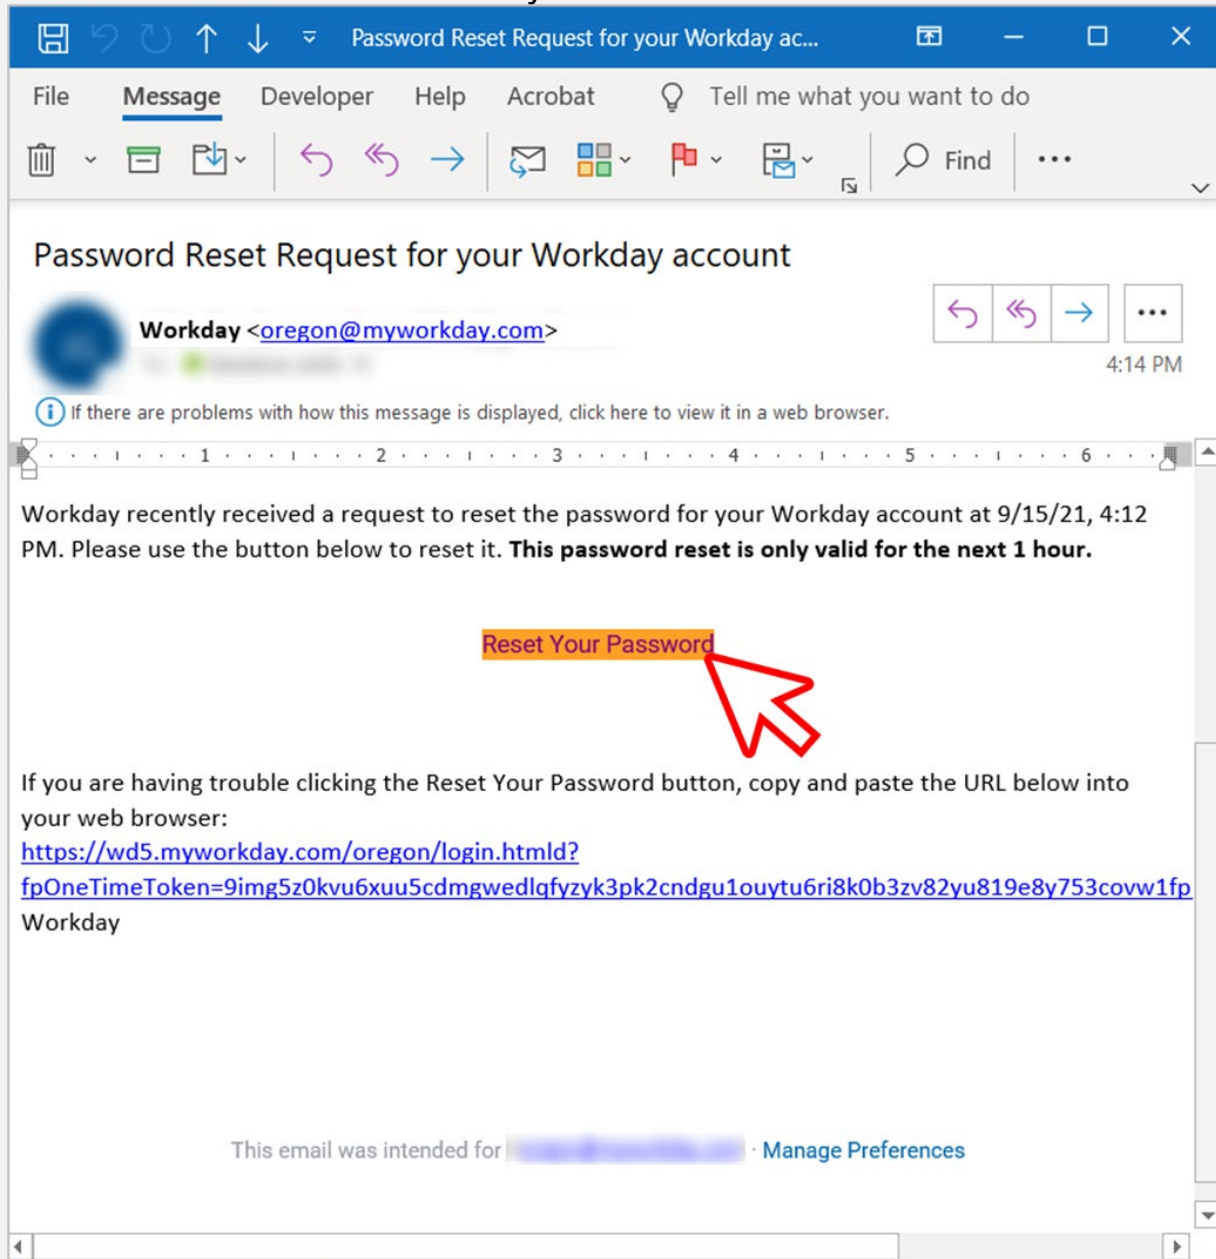 Password Reset Request for your Workday ac...
File Message Developer Help Acrobat Tell me what you want to do
Find
Password Reset Request for your Workday account
Workday <oregon@myworkday.com>
4:14 PM
If there are problems with how this message is displayed, click here to view it in a web browser.
1 2 3 4 5 6
Workday recently received a request to reset the password for your Workday account at 9/15/21, 4:12
PM. Please use the button below to reset it. This password reset is only valid for the next 1 hour.
Reset Your Password
If you are having trouble clicking the Reset Your Password button, copy and paste the URL below into
your web browser:
https://wd5.myworkday.com/oregon/login.htmld?
fpOneTimeToken=9img5z0kvu6xuu5cdmgwedlqfyzyk3pk2cndgu1ouytu6ri8k0b3zv82yu819e8y753covw1fp
Workday
This email was intended for · Manage Preferences